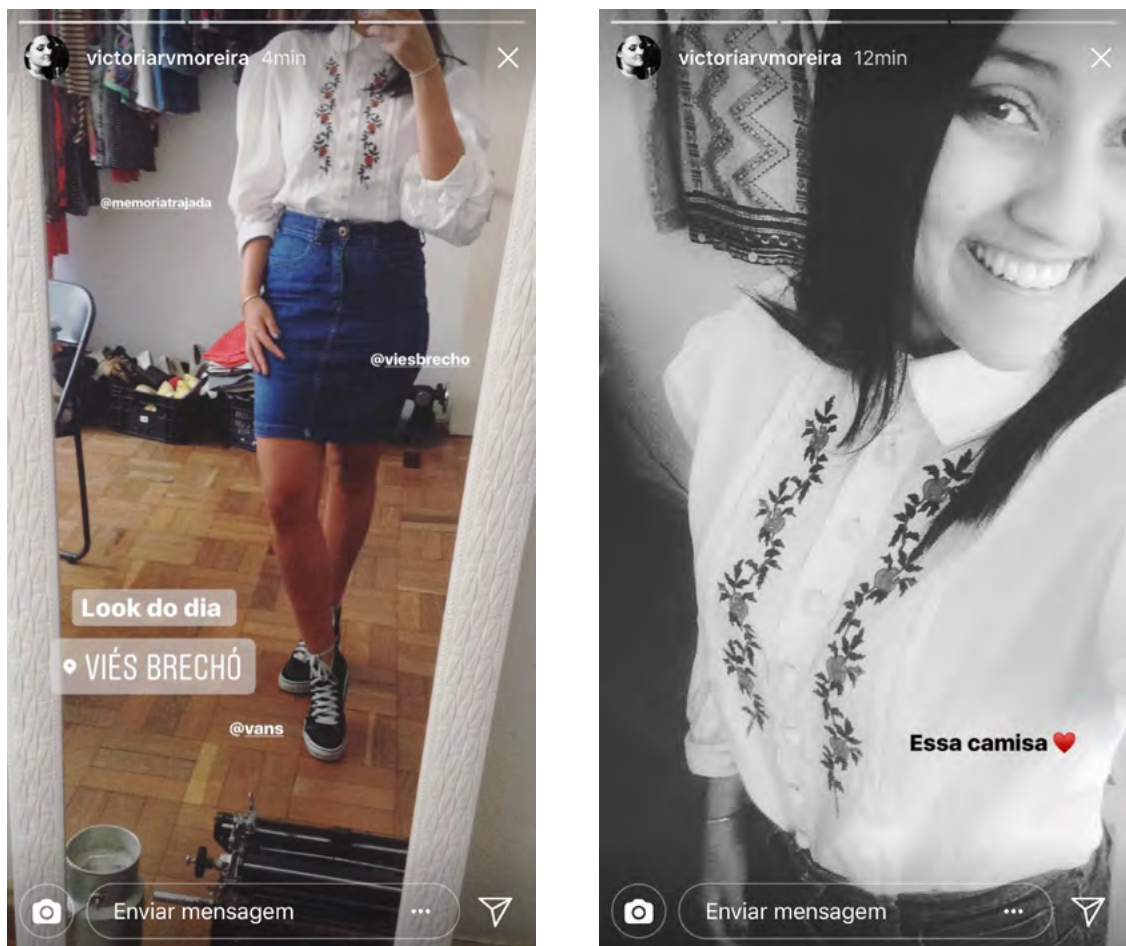 victoriarvmoreira 4min
@memoriatrajada
@viesbrecho
Look do dia
VIÉS BRECHÓ
@vans
Enviar mensagem
victoriarvmoreira 12min
Essa camisa
Enviar mensagem